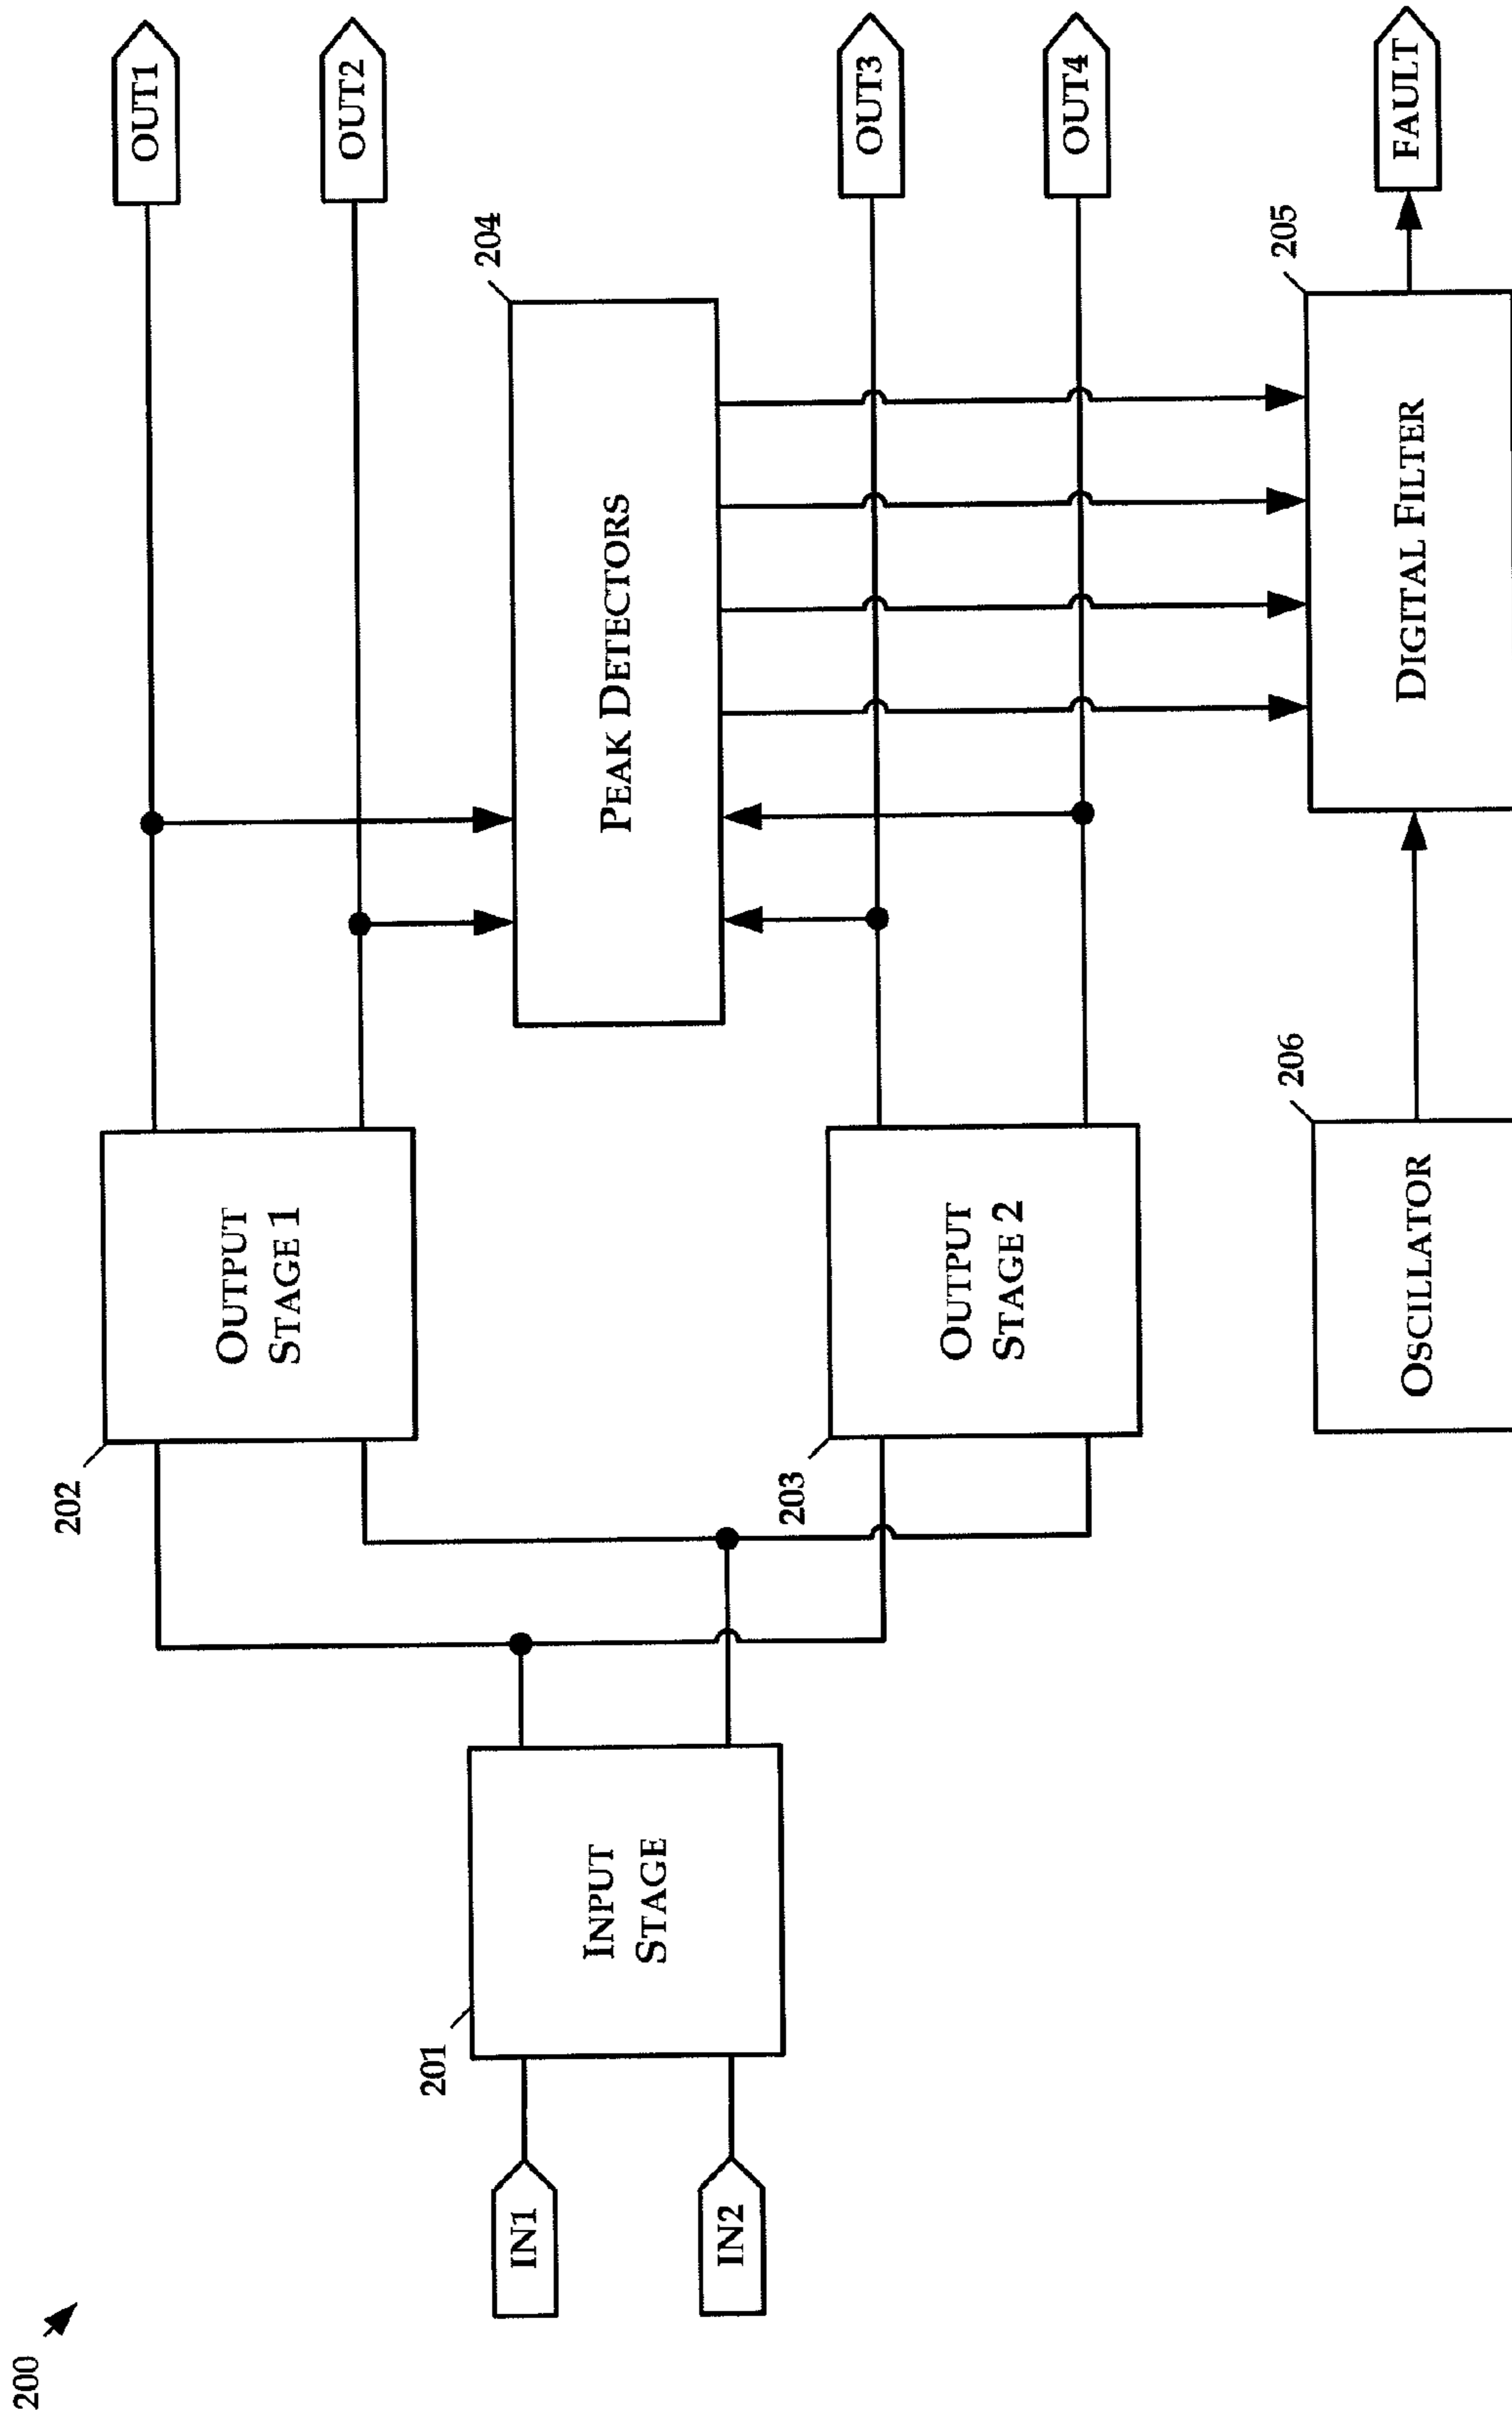 200
IN1
IN2
201
INPUT
STAGE
202
OUTPUT
STAGE 1
203
OUTPUT
STAGE 2
204
PEAK DETECTORS
206
OSCILLATOR
205
DIGITAL FILTER
OUT1
OUT2
OUT3
OUT4
FAULT